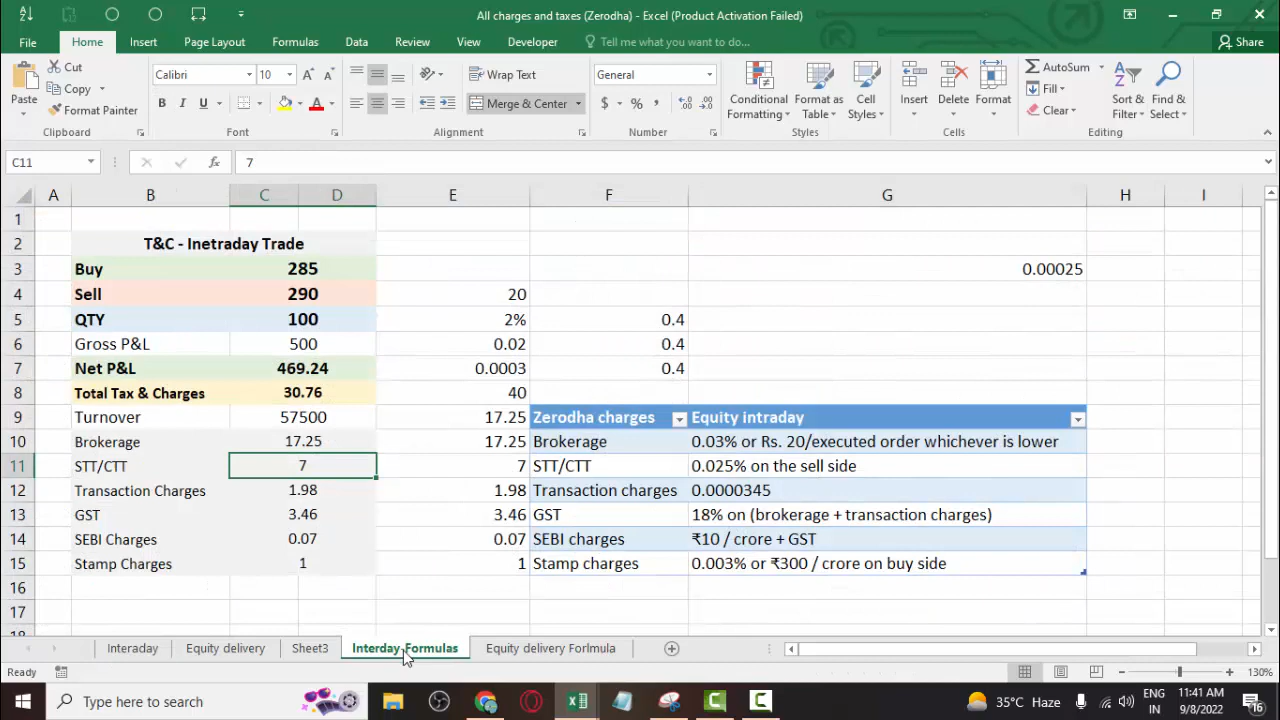 All charges and taxes (Zerodha) - Excel (Product Activation Failed)
File Home Insert Page Layout Formulas Data Review View Developer Tell me what you want to do... Share
Paste
Cut
Copy
Format Painter
Clipboard
Calibri 10
B I U
Font
Wrap Text
Merge & Center
Alignment
General
$ % ,
Number
Conditional Formatting
Format as Table
Cell Styles
Styles
Insert Delete Format
Cells
AutoSum
Fill
Clear
Sort & Filter
Find & Select
Editing
C11 fx 7
A B C D E F G H I
1
2 T&C - Inetraday Trade
3 Buy 285 0.00025
4 Sell 290 20
5 QTY 100 2% 0.4
6 Gross P&L 500 0.02 0.4
7 Net P&L 469.24 0.0003 0.4
8 Total Tax & Charges 30.76 40
9 Turnover 57500 17.25 Zerodha charges Equity intraday
10 Brokerage 17.25 17.25 Brokerage 0.03% or Rs. 20/executed order whichever is lower
11 STT/CTT 7 7 STT/CTT 0.025% on the sell side
12 Transaction Charges 1.98 1.98 Transaction charges 0.0000345
13 GST 3.46 3.46 GST 18% on (brokerage + transaction charges)
14 SEBI Charges 0.07 0.07 SEBI charges ₹10 / crore + GST
15 Stamp Charges 1 1 Stamp charges 0.003% or ₹300 / crore on buy side
16
17
18
Interaday Equity delivery Sheet3 Interday Formulas Equity delivery Forlmula
Ready 130%
Type here to search 35°C Haze ENG IN 11:41 AM 9/8/2022 16